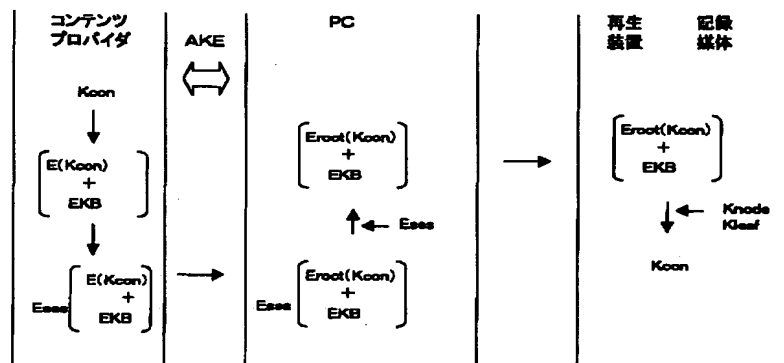 コンテンツ
プロバイダ
Kcon
E(Kcon)
+
EKB
Eses
E(Kcon)
+
EKB
AKE
PC
Eroot(Kcon)
+
EKB
Eses
Eses
Eroot(Kcon)
+
EKB
再生
装置
記録
媒体
Eroot(Kcon)
+
EKB
Knode
Kleaf
Kcon